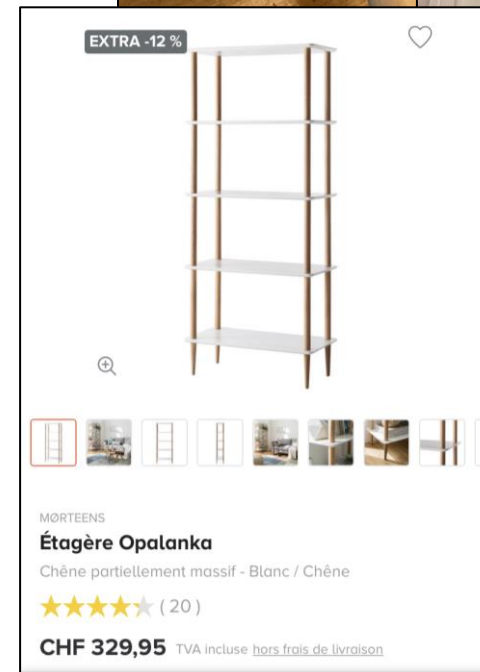 EXTRA -12 %
MØRTEENS
Étagère Opalanka
Chêne partiellement massif - Blanc / Chêne
( 20 )
CHF 329,95 TVA incluse hors frais de livraison